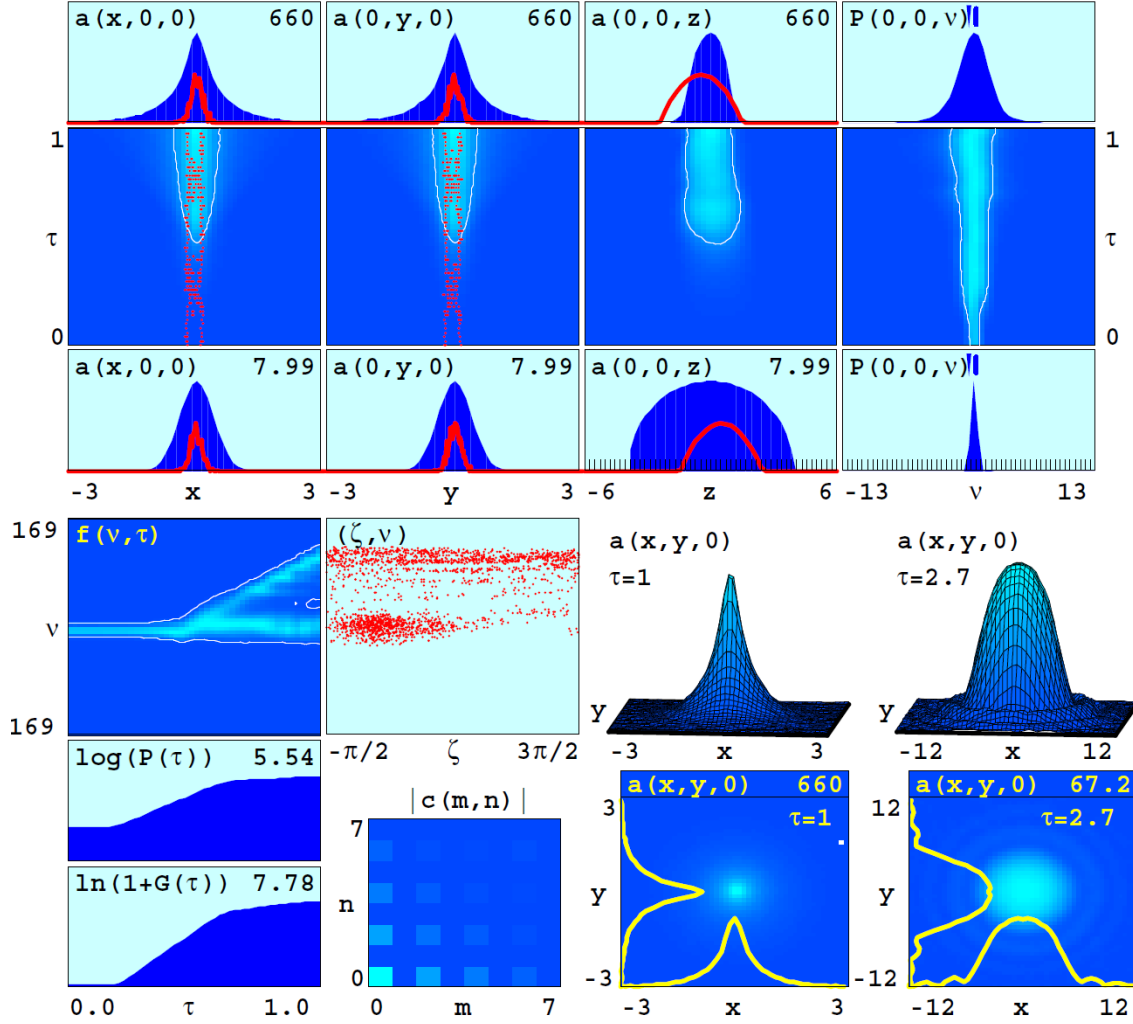 a(x,0,0) 660 a(0,y,0) 660 a(0,0,z) 660 P(0,0,ν)
1 1
τ τ
0 0
a(x,0,0) 7.99 a(0,y,0) 7.99 a(0,0,z) 7.99 P(0,0,ν)
-3 x 3 -3 y 3 -6 z 6 -13 ν 13
169 f(ν,τ) (ζ,ν) a(x,y,0) a(x,y,0)
τ=1 τ=2.7
ν
169 y y
-π/2 ζ 3π/2 -3 x 3 -12 x 12
log(P(τ)) 5.54 |c(m,n)| a(x,y,0) 660 a(x,y,0) 67.2
7 3 τ=1 12 τ=2.7
ln(1+G(τ)) 7.78 n y y
0 -3 -12
0.0 τ 1.0 0 m 7 -3 x 3 -12 x 12